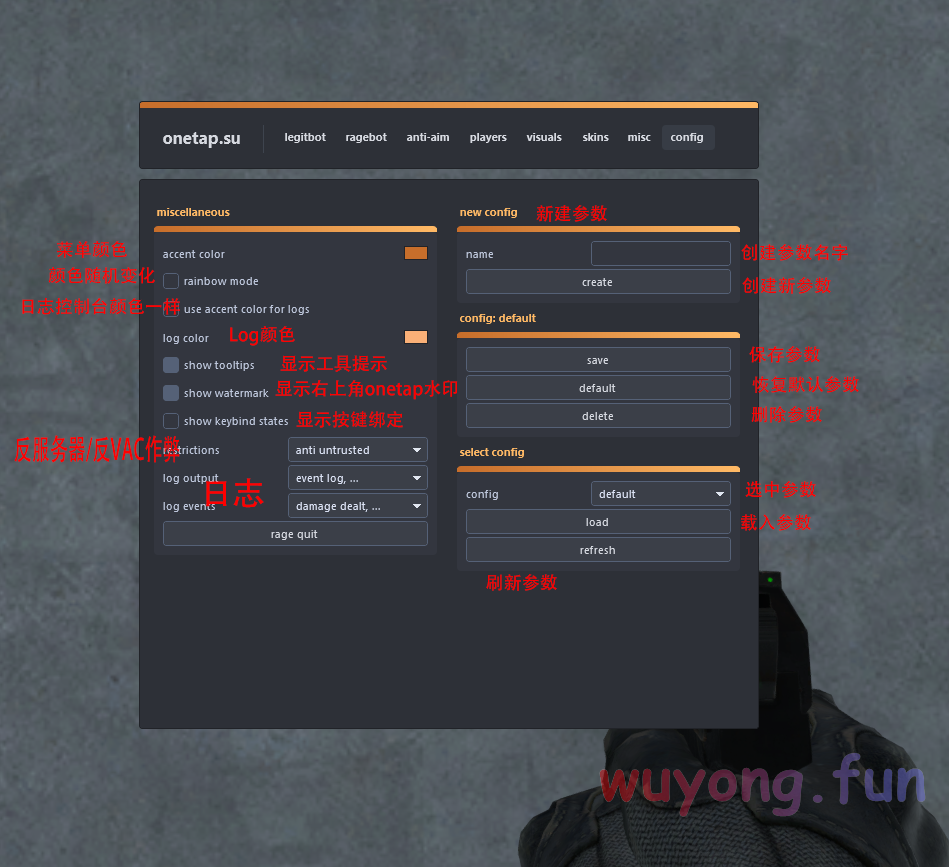 onetap.su legitbot ragebot anti-aim players visuals skins misc config
miscellaneous
菜单颜色 accent color
颜色随机变化 rainbow mode
日志控制台颜色一样 use accent color for logs
log color Log颜色
show tooltips 显示工具提示
show watermark 显示右上角onetap水印
show keybind states 显示按键绑定
反服务器/反VAC作弊 restrictions anti untrusted
log output event log, ...
日志
log events damage dealt, ...
rage quit
new config 新建参数
name 创建参数名字
create 创建新参数
config: default
save 保存参数
default 恢复默认参数
delete 删除参数
select config
config default 选中参数
load 载入参数
refresh
刷新参数
wuyong.fun